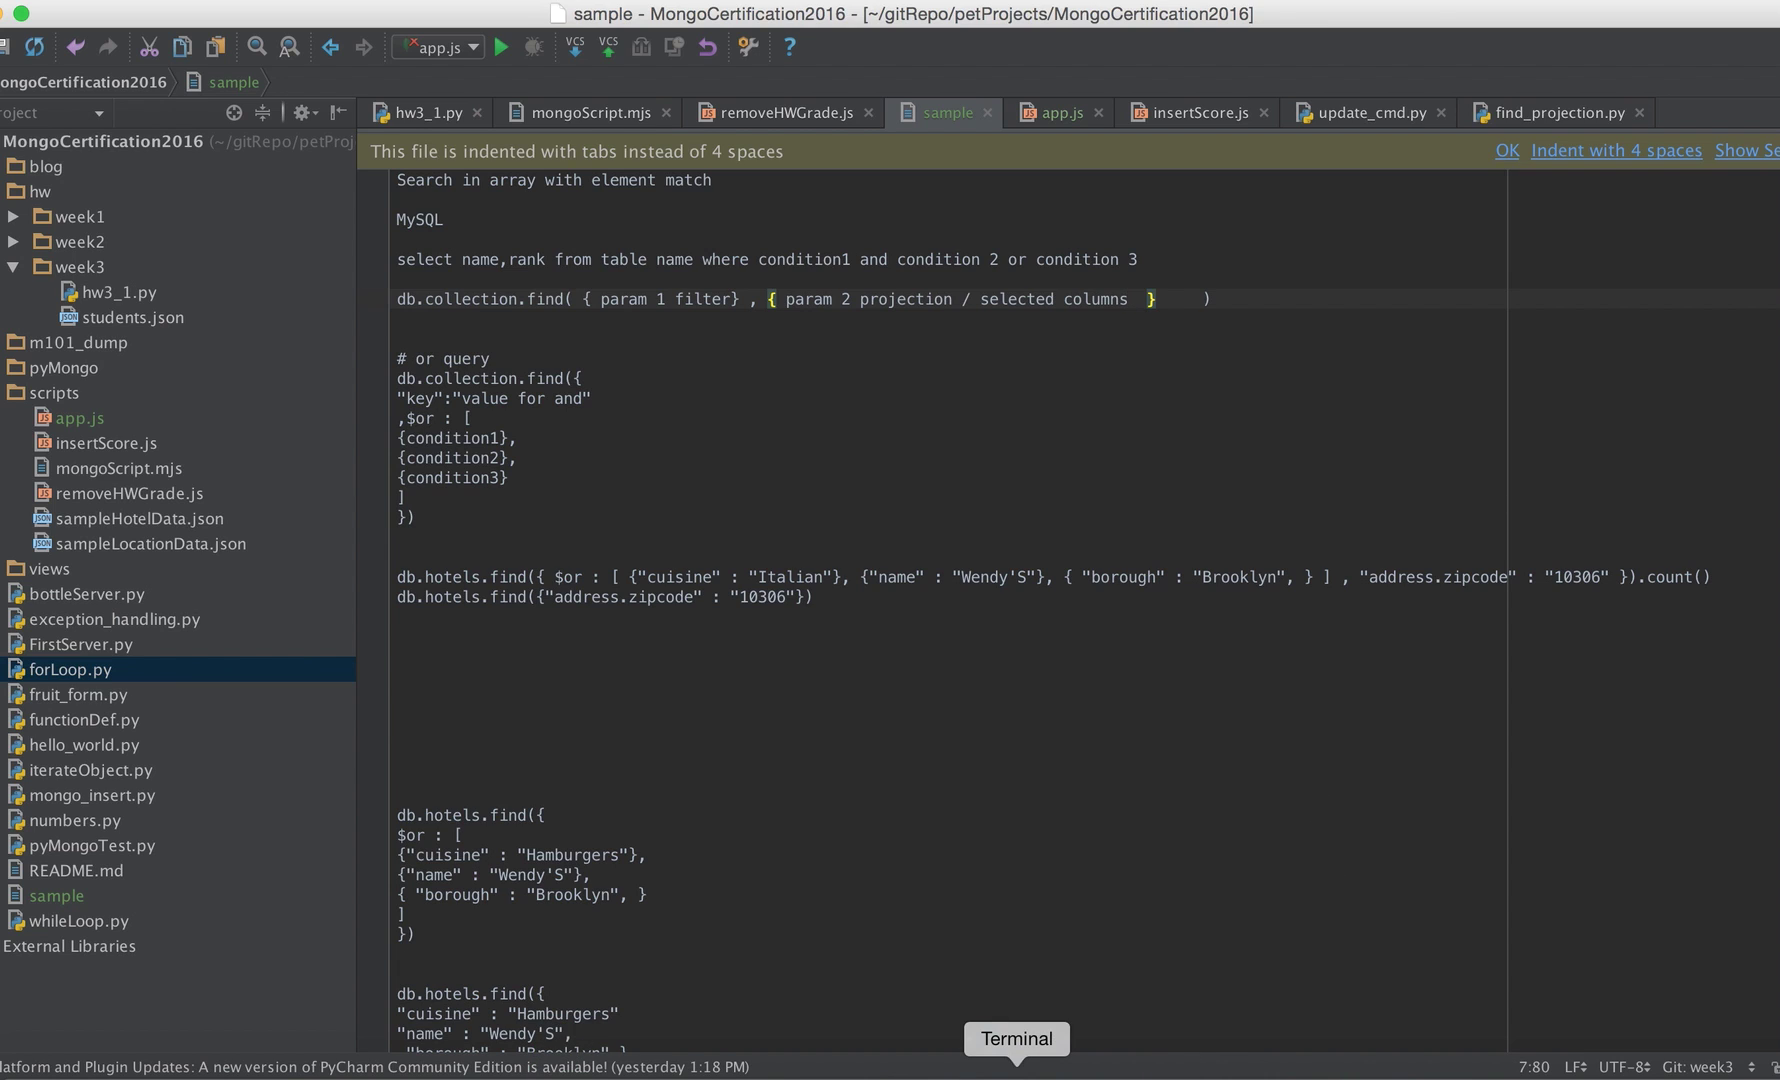 sample - MongoCertification2016 - [~/gitRepo/petProjects/MongoCertification2016]
app.js
VCS
VCS
?
ongoCertification2016
sample
roject
hw3_1.py
mongoScript.mjs
removeHWGrade.js
sample
app.js
insertScore.js
update_cmd.py
find_projection.py
MongoCertification2016 (~/gitRepo/petProj
blog
hw
week1
week2
week3
hw3_1.py
students.json
m101_dump
pyMongo
scripts
app.js
insertScore.js
mongoScript.mjs
removeHWGrade.js
sampleHotelData.json
sampleLocationData.json
views
bottleServer.py
exception_handling.py
FirstServer.py
forLoop.py
fruit_form.py
functionDef.py
hello_world.py
iterateObject.py
mongo_insert.py
numbers.py
pyMongoTest.py
README.md
sample
whileLoop.py
External Libraries
This file is indented with tabs instead of 4 spaces
OK Indent with 4 spaces Show Se
Search in array with element match
MySQL
select name,rank from table name where condition1 and condition 2 or condition 3
db.collection.find( { param 1 filter} , { param 2 projection / selected columns } )
# or query
db.collection.find({
"key":"value for and"
,$or : [
{condition1},
{condition2},
{condition3}
]
})
db.hotels.find({ $or : [ {"cuisine" : "Italian"}, {"name" : "Wendy'S"}, { "borough" : "Brooklyn", } ] , "address.zipcode" : "10306" }).count()
db.hotels.find({"address.zipcode" : "10306"})
db.hotels.find({
$or : [
{"cuisine" : "Hamburgers"},
{"name" : "Wendy'S"},
{ "borough" : "Brooklyn", }
]
})
db.hotels.find({
"cuisine" : "Hamburgers"
"name" : "Wendy'S",
"borough" : "Brooklyn" }
Terminal
latform and Plugin Updates: A new version of PyCharm Community Edition is available! (yesterday 1:18 PM)
7:80 LF UTF-8 Git: week3